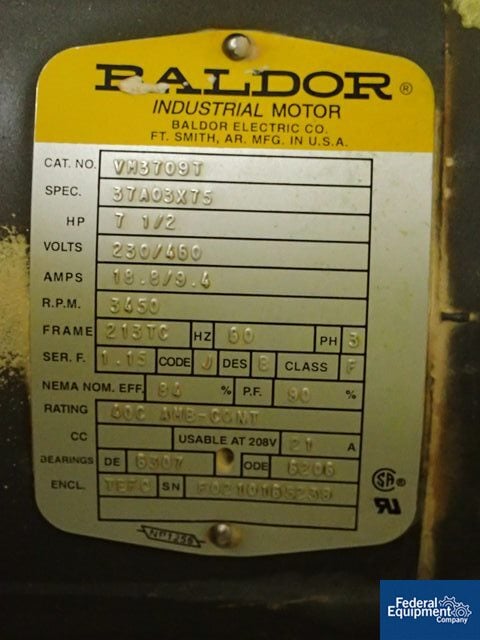 BALDOR®
INDUSTRIAL MOTOR
BALDOR ELECTRIC CO.
FT. SMITH, AR. MFG. IN U.S.A.
CAT. NO. VM3709T
SPEC. 37A03X75
HP 7 1/2
VOLTS 230/460
AMPS 18.8/9.4
R.P.M. 3450
FRAME 213TC HZ 60 PH 3
SER. F. 1.15 CODE J DES B CLASS F
NEMA NOM. EFF. 84 % P.F. 90 %
RATING 40C AMB-CONT
CC USABLE AT 208V 21 A
BEARINGS DE 6307 ODE 6206
ENCL. TEFC SN F0210165238
NP1256
Federal
Equipment
Company